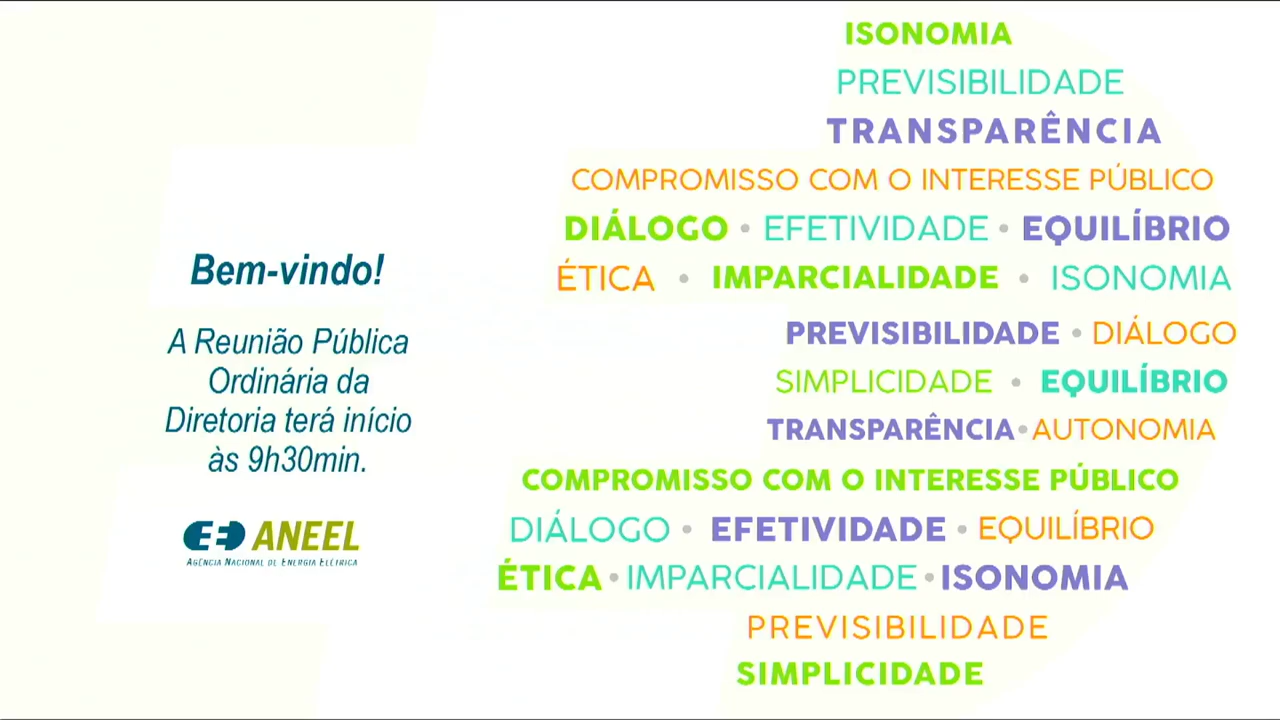 Bem-vindo!
A Reunião Pública
Ordinária da
Diretoria terá início
às 9h30min.
ANEEL
AGÊNCIA NACIONAL DE ENERGIA ELÉTRICA
ISONOMIA
PREVISIBILIDADE
TRANSPARÊNCIA
COMPROMISSO COM O INTERESSE PÚBLICO
DIÁLOGO • EFETIVIDADE • EQUILÍBRIO
ÉTICA • IMPARCIALIDADE • ISONOMIA
PREVISIBILIDADE • DIÁLOGO
SIMPLICIDADE • EQUILÍBRIO
TRANSPARÊNCIA • AUTONOMIA
COMPROMISSO COM O INTERESSE PÚBLICO
DIÁLOGO • EFETIVIDADE • EQUILÍBRIO
ÉTICA • IMPARCIALIDADE • ISONOMIA
PREVISIBILIDADE
SIMPLICIDADE